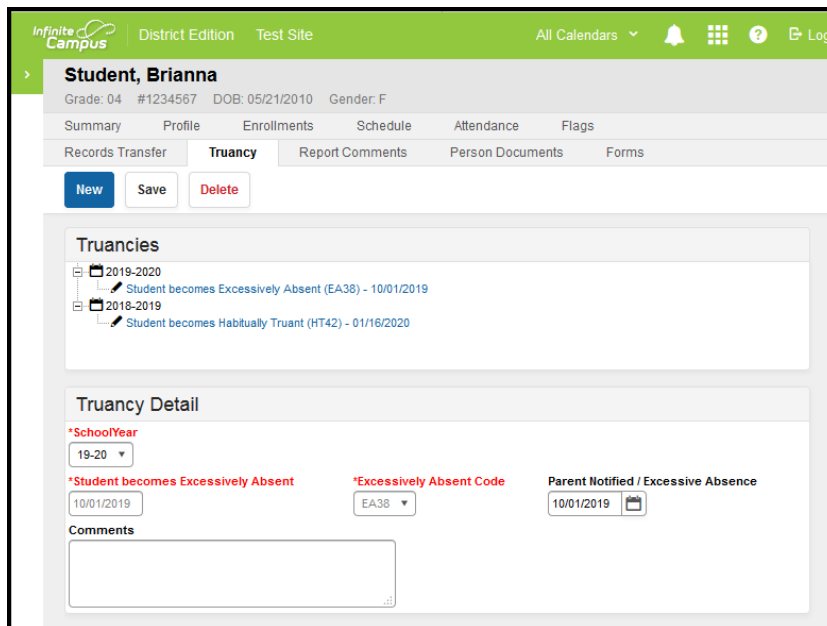 Infinite Campus District Edition Test Site All Calendars
Student, Brianna
Grade: 04 #1234567 DOB: 05/21/2010 Gender: F
Summary Profile Enrollments Schedule Attendance Flags
Records Transfer Truancy Report Comments Person Documents Forms
New Save Delete
Truancies
2019-2020
Student becomes Excessively Absent (EA38) - 10/01/2019
2018-2019
Student becomes Habitually Truant (HT42) - 01/16/2020
Truancy Detail
*SchoolYear
19-20
*Student becomes Excessively Absent *Excessively Absent Code Parent Notified / Excessive Absence
10/01/2019 EA38 10/01/2019
Comments